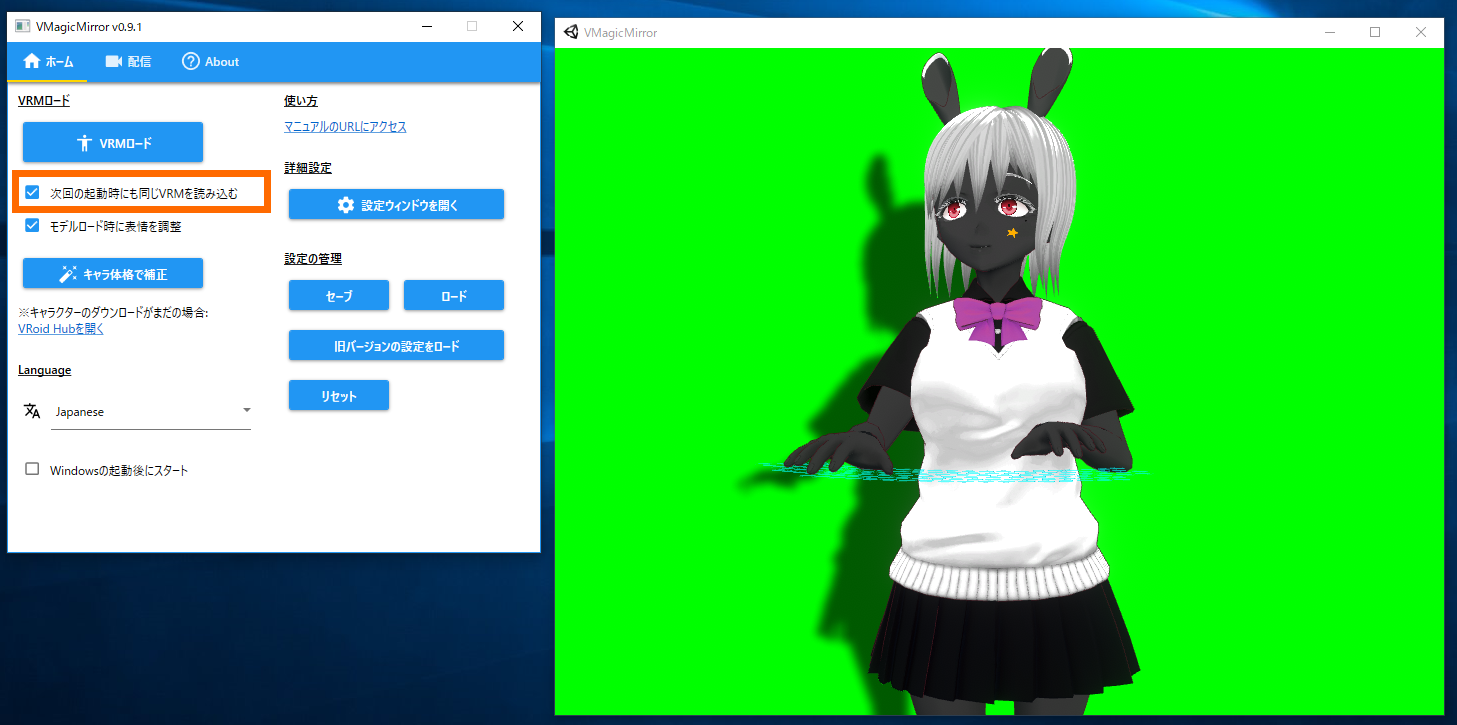 VMagicMirror v0.9.1
ホーム
配信
About
VRMロード
VRMロード
次回の起動時にも同じVRMを読み込む
モデルロード時に表情を調整
キャラ体格で補正
※キャラクターのダウンロードがまだの場合:
VRoid Hubを開く
Language
Japanese
Windowsの起動後にスタート
使い方
マニュアルのURLにアクセス
詳細設定
設定ウィンドウを開く
設定の管理
セーブ
ロード
旧バージョンの設定をロード
リセット
VMagicMirror